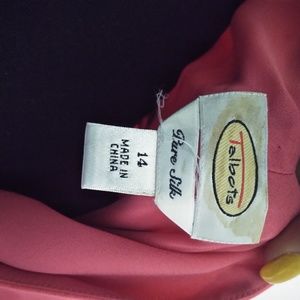 Talbots
Pure Silk
14
MADE IN
CHINA